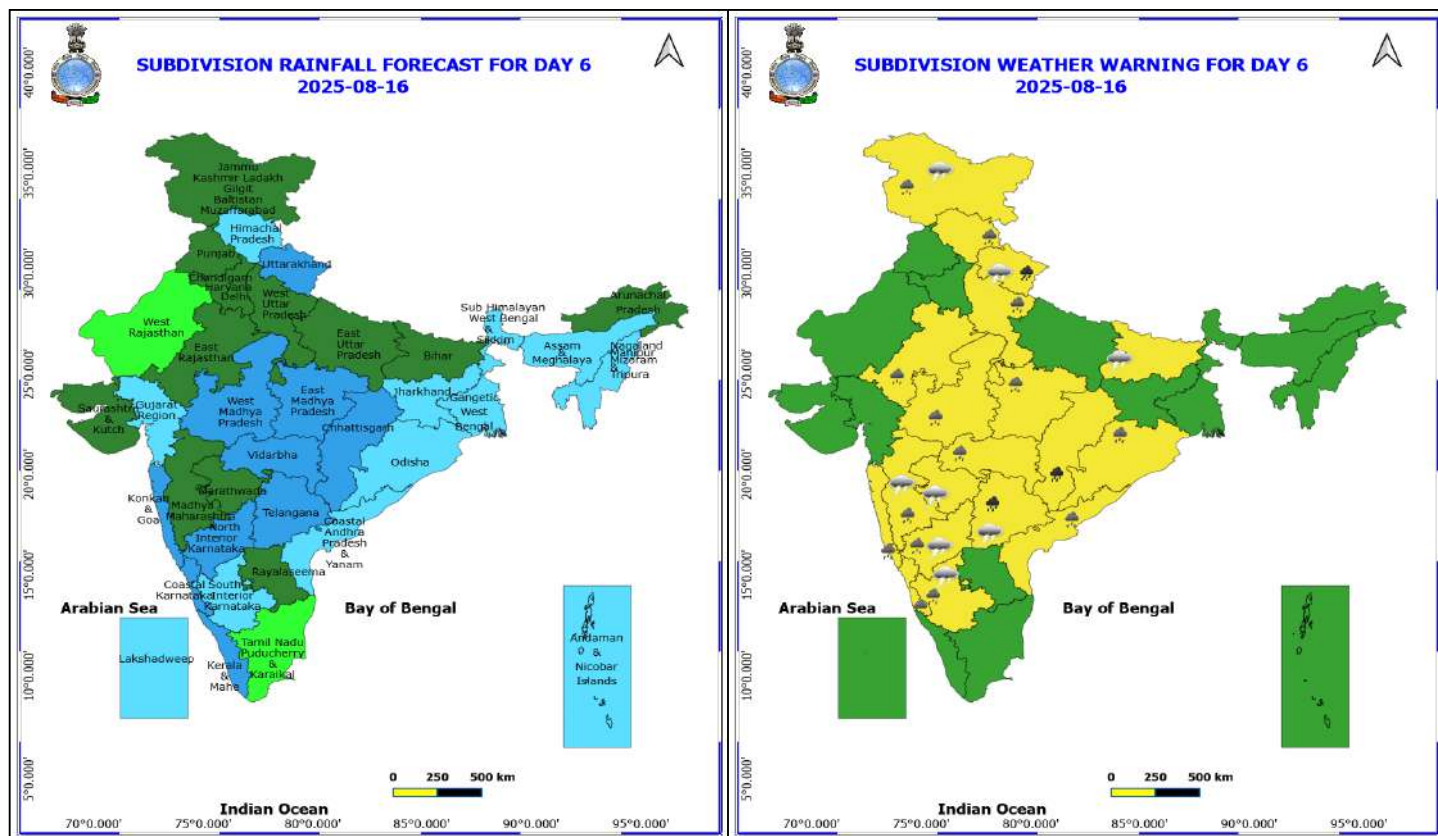 SUBDIVISION RAINFALL FORECAST FOR DAY 6
2025-08-16
40°0.000'
35°0.000'
30°0.000'
25°0.000'
20°0.000'
15°0.000'
10°0.000'
5°0.000'
Jammu
Kashmir Ladakh
Gilgit
Baltistan
Muzaffarabad
Himachal
Pradesh
Punjab
Uttarakhand
Chandigarh
Haryana
Delhi
West
Uttar
Pradesh
West
Rajasthan
East
Rajasthan
East
Uttar
Pradesh
Bihar
Sub Himalayan
West Bengal
&
Sikkim
Arunachal
Pradesh
Assam
&
Meghalaya
Nagaland
Manipur
Mizoram
&
Tripura
Saurashtra
&
Kutch
Gujarat
Region
West
Madhya
Pradesh
East
Madhya
Pradesh
Jharkhand
Gangetic
West
Bengal
Chhattisgarh
Vidarbha
Odisha
Konkan
&
Goa
Marathwada
Madhya
Maharashtra
Telangana
North
Interior
Karnataka
Coastal
Andhra
Pradesh
&
Yanam
Rayalaseema
Coastal
Karnataka
South
Interior
Karnataka
Arabian Sea
Bay of Bengal
Lakshadweep
Tamil Nadu
Puducherry
&
Karaikal
Kerala
&
Mahe
Andaman
&
Nicobar
Islands
0 250 500 km
Indian Ocean
70°0.000' 75°0.000' 80°0.000' 85°0.000' 90°0.000' 95°0.000'
SUBDIVISION WEATHER WARNING FOR DAY 6
2025-08-16
40°0.000'
35°0.000'
30°0.000'
25°0.000'
20°0.000'
15°0.000'
10°0.000'
5°0.000'
Arabian Sea
Bay of Bengal
0 250 500 km
Indian Ocean
70°0.000' 75°0.000' 80°0.000' 85°0.000' 90°0.000' 95°0.000'